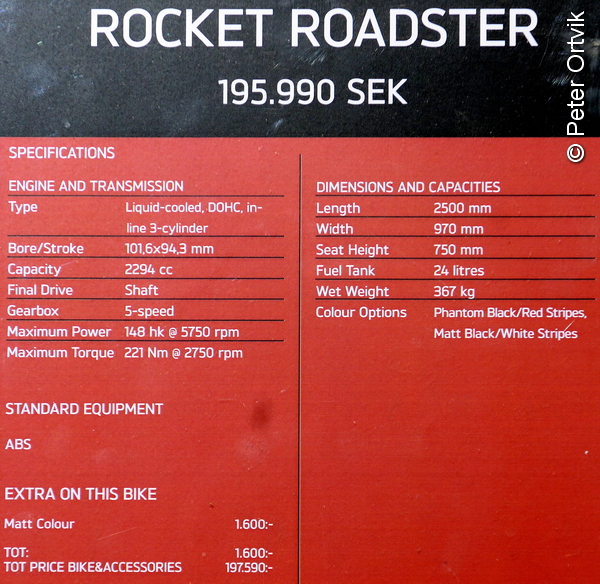 ROCKET ROADSTER
195.990 SEK
© Peter Ortvik
SPECIFICATIONS
ENGINE AND TRANSMISSION
Type Liquid-cooled, DOHC, in-
line 3-cylinder
Bore/Stroke 101,6x94,3 mm
Capacity 2294 cc
Final Drive Shaft
Gearbox 5-speed
Maximum Power 148 hk @ 5750 rpm
Maximum Torque 221 Nm @ 2750 rpm
STANDARD EQUIPMENT
ABS
EXTRA ON THIS BIKE
Matt Colour 1.600:-
TOT: 1.600:-
TOT PRICE BIKE&ACCESSORIES 197.590:-
DIMENSIONS AND CAPACITIES
Length 2500 mm
Width 970 mm
Seat Height 750 mm
Fuel Tank 24 litres
Wet Weight 367 kg
Colour Options Phantom Black/Red Stripes,
Matt Black/White Stripes